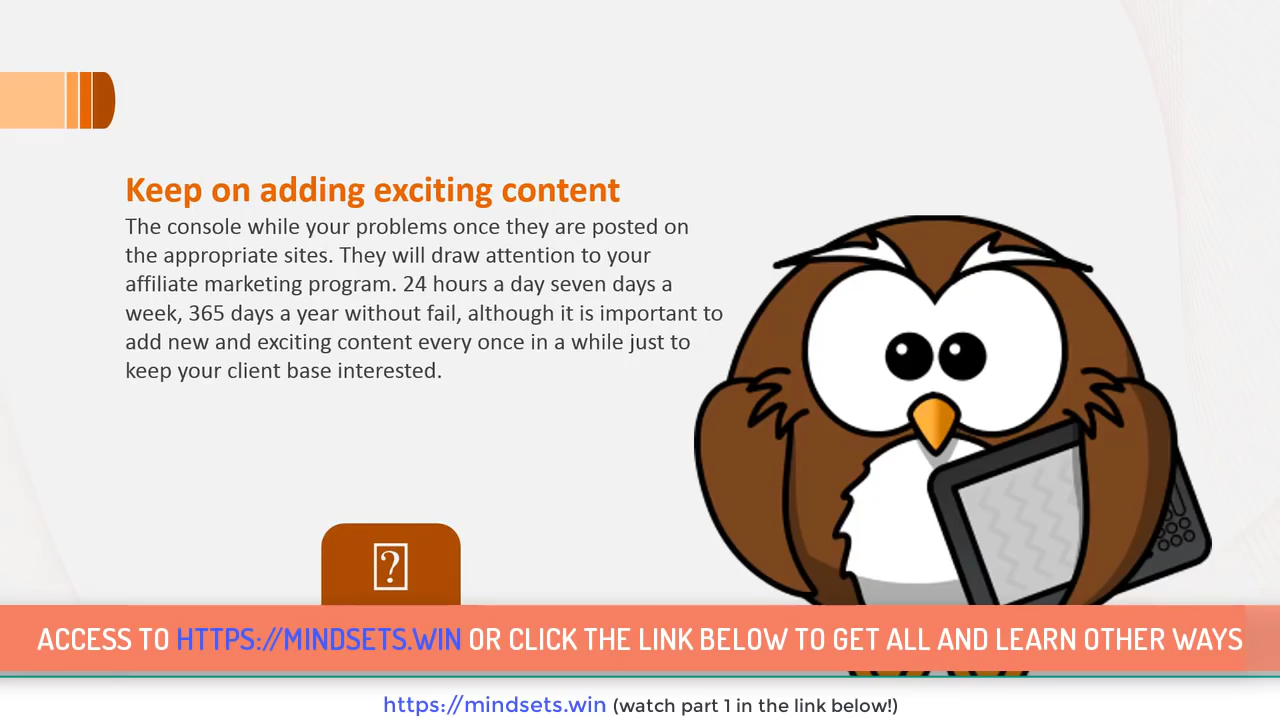 Keep on adding exciting content
The console while your problems once they are posted on
the appropriate sites. They will draw attention to your
affiliate marketing program. 24 hours a day seven days a
week, 365 days a year without fail, although it is important to
add new and exciting content every once in a while just to
keep your client base interested.
?
ACCESS TO HTTPS://MINDSETS.WIN OR CLICK THE LINK BELOW TO GET ALL AND LEARN OTHER WAYS
https://mindsets.win (watch part 1 in the link below!)